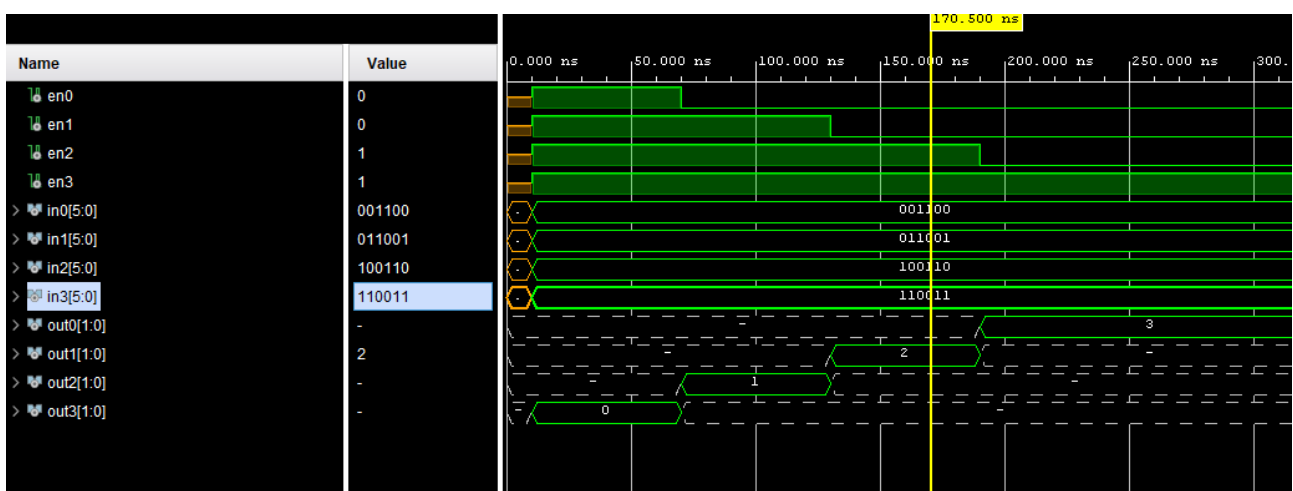 170.500 ns
Name Value 0.000 ns 50.000 ns 100.000 ns 150.000 ns 200.000 ns 250.000 ns 300.
en0 0
en1 0
en2 1
en3 1
> in0[5:0] 001100 - 001100
> in1[5:0] 011001 - 011001
> in2[5:0] 100110 - 100110
> in3[5:0] 110011 - 110011
> out0[1:0] - - 3
> out1[1:0] 2 - 2 -
> out2[1:0] - - 1 -
> out3[1:0] - - 0 -